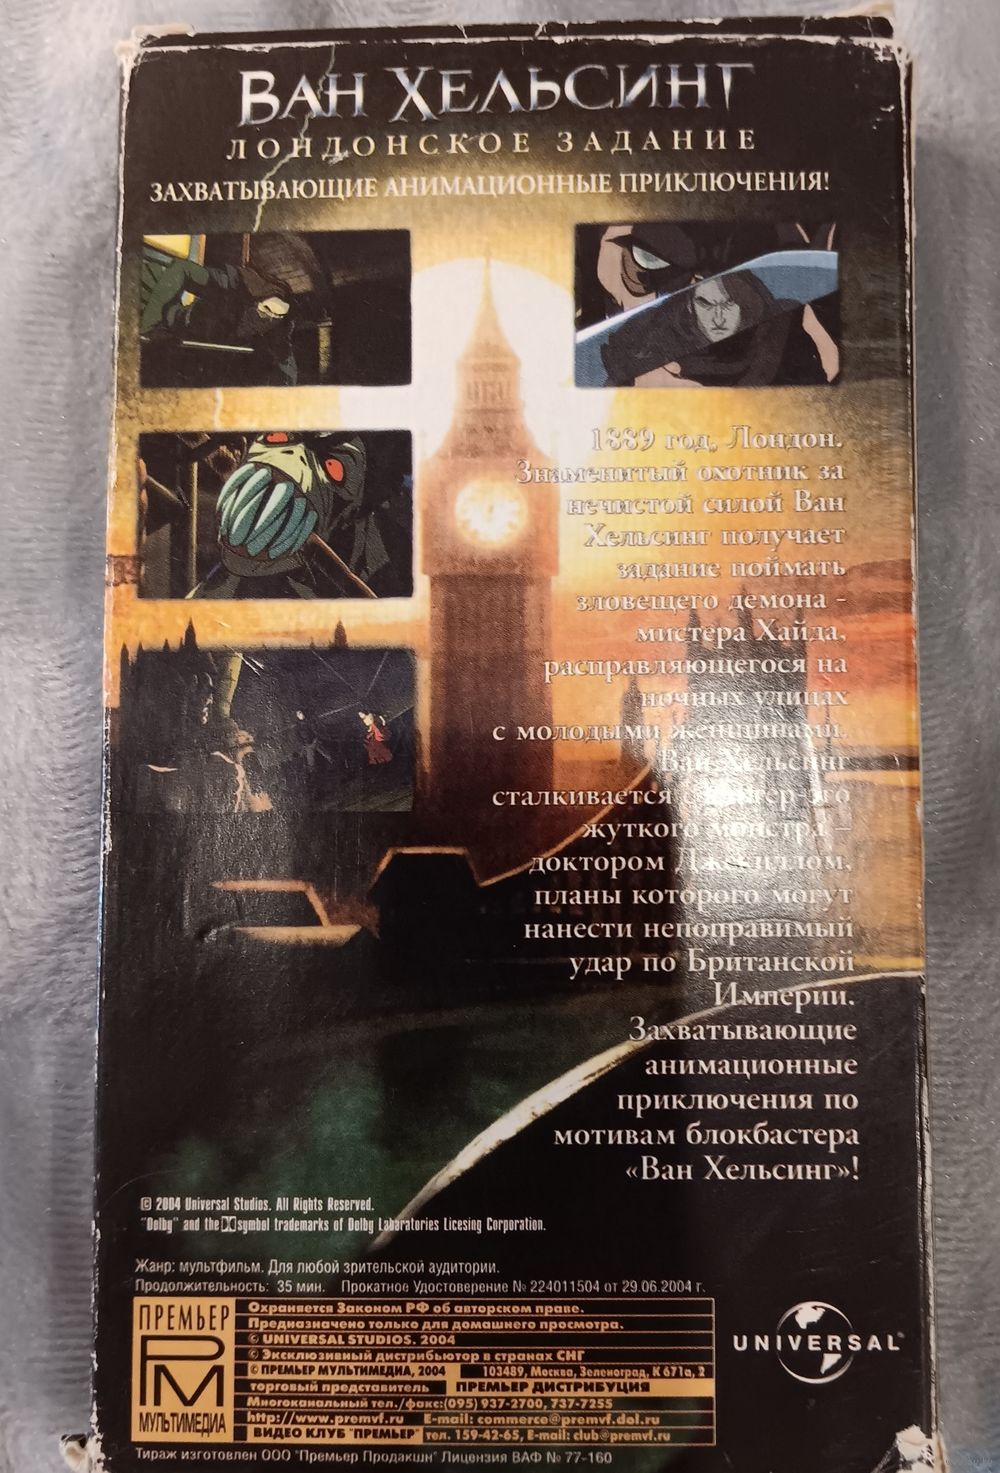 ВАН ХЕЛЬСИНГ
ЛОНДОНСКОЕ ЗАДАНИЕ
ЗАХВАТЫВАЮЩИЕ АНИМАЦИОННЫЕ ПРИКЛЮЧЕНИЯ!
1889 год, Лондон.
Знаменитый охотник за
нечистой силой Ван
Хельсинг получает
задание поймать
зловещего демона -
мистера Хайда,
расправляющегося на
ночных улицах
с молодыми женщинами.
Ван Хельсинг
сталкивается с альтер-эго
жуткого монстра –
доктором Джекиллом,
планы которого могут
нанести непоправимый
удар по Британской
Империи.
Захватывающие
анимационные
приключения по
мотивам блокбастера
«Ван Хельсинг»!
© 2004 Universal Studios. All Rights Reserved.
"Dolby" and the symbol trademarks of Dolby Labaratories Licesing Corporation.
Жанр: мультфильм. Для любой зрительской аудитории.
Продолжительность: 35 мин. Прокатное Удостоверение № 224011504 от 29.06.2004 г.
ПРЕМЬЕР
РМ
МУЛЬТИМЕДИА
Охраняется Законом РФ об авторском праве.
Предназначено только для домашнего просмотра.
© UNIVERSAL STUDIOS. 2004
© Эксклюзивный дистрибьютор в странах СНГ
© ПРЕМЬЕР МУЛЬТИМЕДИА, 2004 103489, Москва, Зеленоград, К 671а, 2
торговый представитель ПРЕМЬЕР ДИСТРИБУЦИЯ
Многоканальный тел./факс:(095) 937-2700, 737-7255
http://www.premvf.ru E-mail: commerce@premvf.dol.ru
ВИДЕО КЛУБ "ПРЕМЬЕР" тел. 159-42-65, E-mail: club@premvf.ru
UNIVERSAL
Тираж изготовлен ООО "Премьер Продакшн" Лицензия ВАФ № 77-160